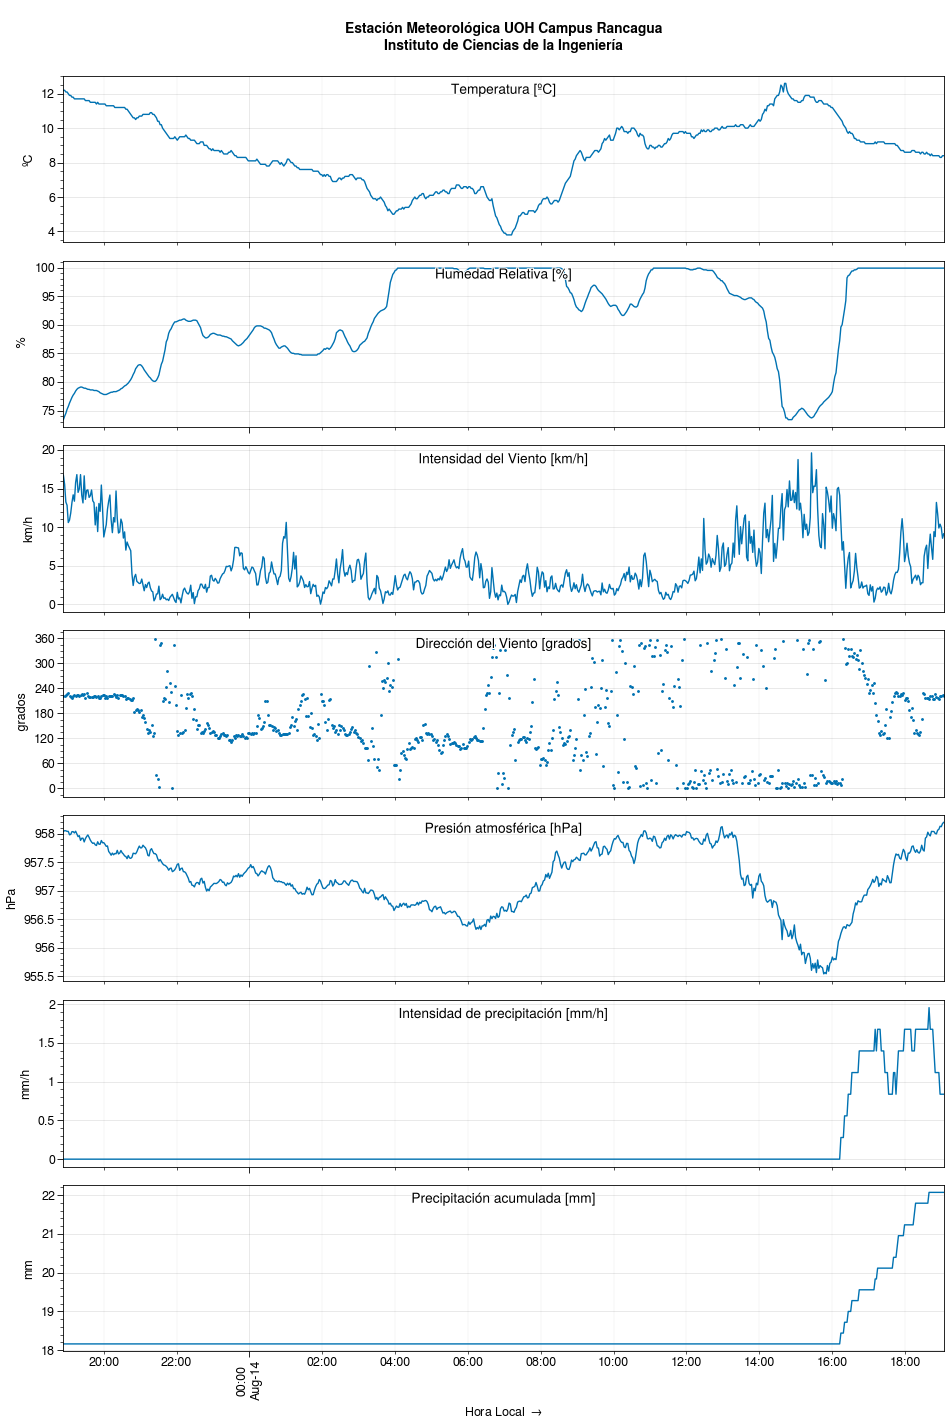 Estación Meteorológica UOH Campus Rancagua
Instituto de Ciencias de la Ingeniería
Temperatura [ºC]
ºC
12
10
8
6
4
Humedad Relativa [%]
%
100
95
90
85
80
75
Intensidad del Viento [km/h]
km/h
20
15
10
5
0
Dirección del Viento [grados]
grados
360
300
240
180
120
60
0
Presión atmosférica [hPa]
hPa
958
957.5
957
956.5
956
955.5
Intensidad de precipitación [mm/h]
mm/h
2
1.5
1
0.5
0
Precipitación acumulada [mm]
mm
22
21
20
19
18
20:00 22:00 00:00 02:00 04:00 06:00 08:00 10:00 12:00 14:00 16:00 18:00
Aug-14
Hora Local →